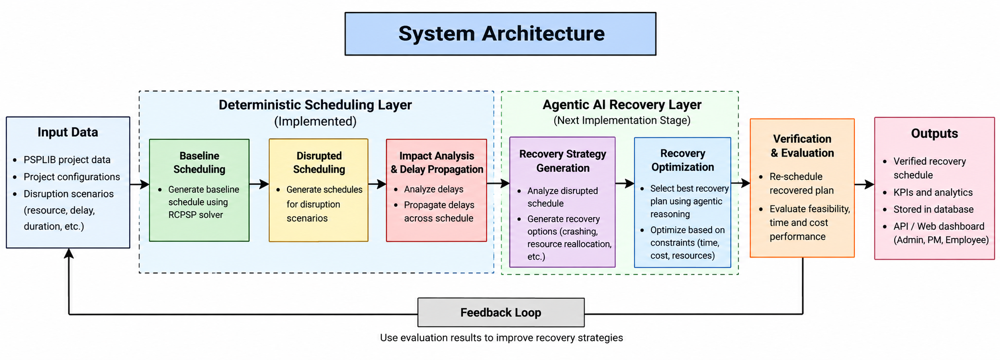 System Architecture
Deterministic Scheduling Layer
(Implemented)
Agentic AI Recovery Layer
(Next Implementation Stage)
Input Data
• PSPLIB project data
• Project configurations
• Disruption scenarios
(resource, delay,
duration, etc.)
Baseline
Scheduling
• Generate baseline
schedule using
RCPSP solver
Disrupted
Scheduling
• Generate schedules
for disruption
scenarios
Impact Analysis
& Delay Propagation
• Analyze delays
• Propagate delays
across schedule
Recovery Strategy
Generation
• Analyze disrupted
schedule
• Generate recovery
options (crashing,
resource reallocation,
etc.)
Recovery
Optimization
• Select best recovery
plan using agentic
reasoning
• Optimize based on
constraints (time,
cost, resources)
Verification
& Evaluation
• Re-schedule
recovered plan
• Evaluate feasibility,
time and cost
performance
Outputs
• Verified recovery
schedule
• KPIs and analytics
• Stored in database
• API / Web dashboard
(Admin, PM, Employee)
Feedback Loop
Use evaluation results to improve recovery strategies